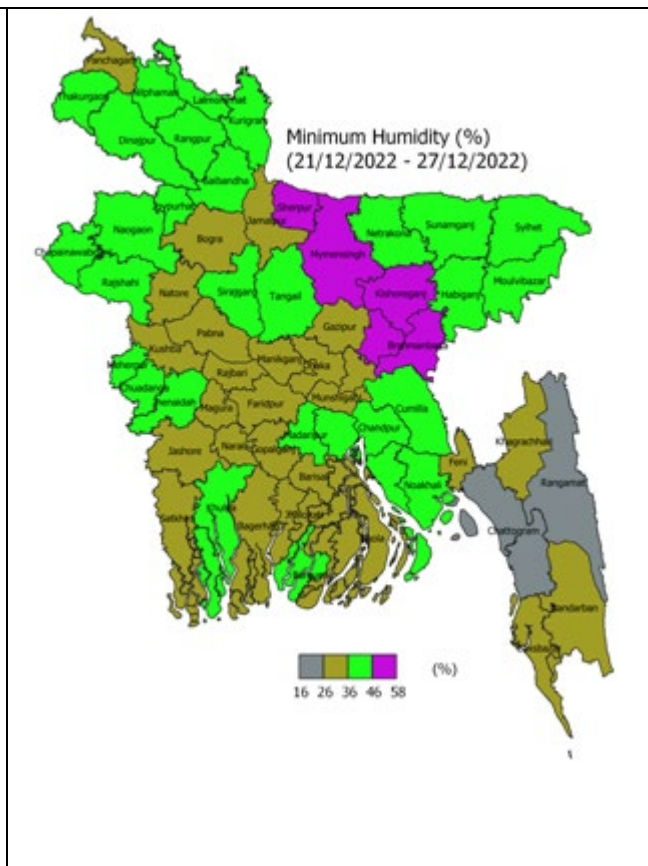 Panchagarh
Thakurgaon
Nilphamari
Lalmonirhat
Kurigram
Dinajpur
Rangpur
Minimum Humidity (%)
(21/12/2022 - 27/12/2022)
Gaibandha
Joypurhat
Sherpur
Jamalpur
Naogaon
Bogra
Mymensingh
Netrakona
Sunamganj
Sylhet
Chapainawabganj
Rajshahi
Natore
Sirajganj
Tangail
Kishoreganj
Habiganj
Moulvibazar
Pabna
Gazipur
Brahmanbaria
Kushtia
Manikganj
Dhaka
Meherpur
Chuadanga
Rajbari
Jhenaidah
Magura
Faridpur
Munshiganj
Cumilla
Madaripur
Chandpur
Khagrachhari
Jashore
Narail
Gopalganj
Feni
Rangamati
Barisal
Noakhali
Satkhira
Khulna
Bagerhat
Chattogram
Bhola
Bandarban
(%)
16 26 36 46 58